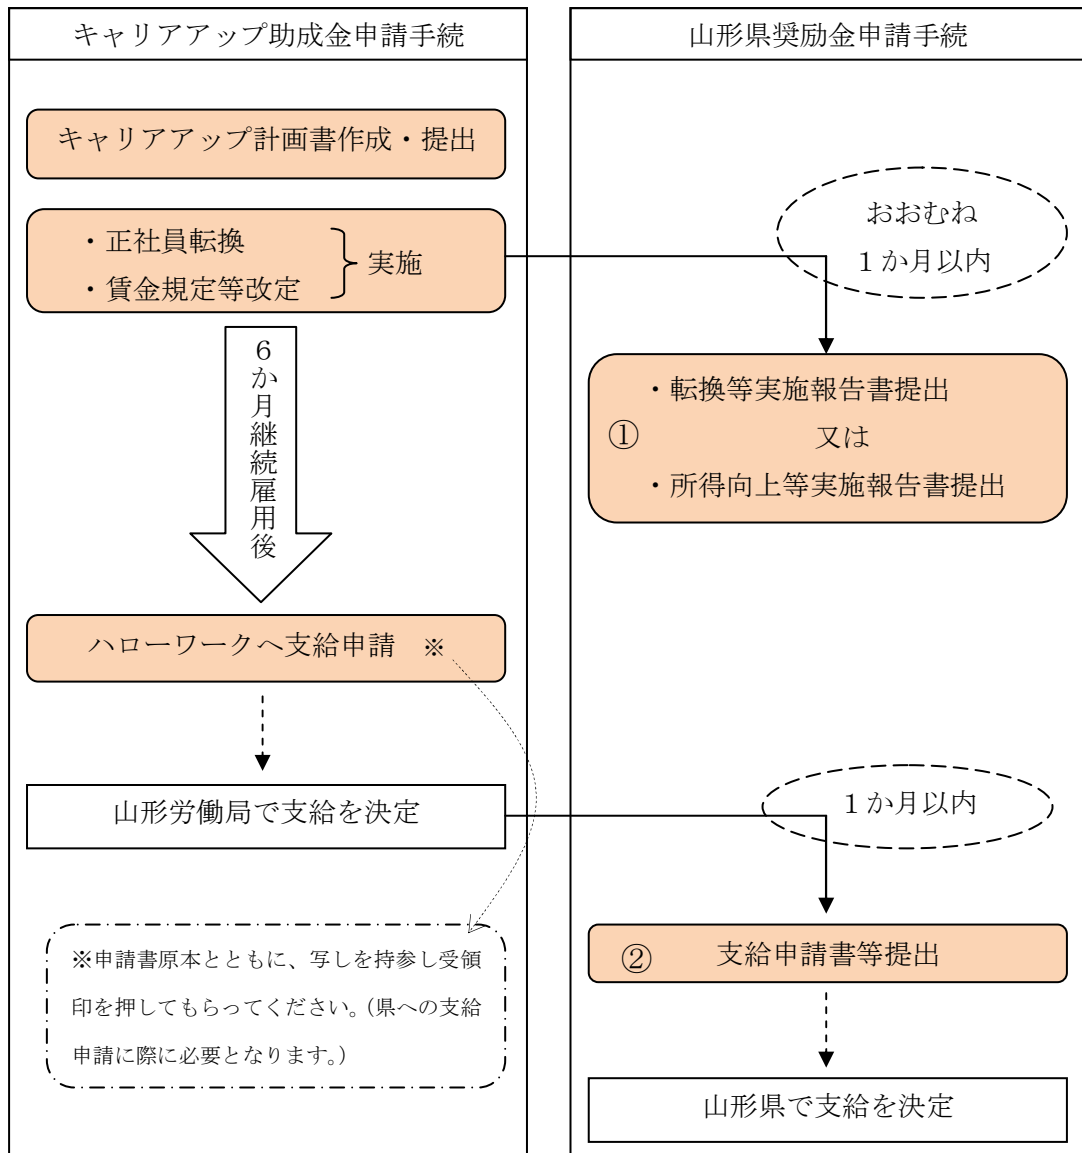 キャリアアップ助成金申請手続
キャリアアップ計画書作成・提出
・正社員転換
・賃金規定等改定
実施
６か月継続雇用後
ハローワークへ支給申請　※
山形労働局で支給を決定
※申請書原本とともに、写しを持参し受領
印を押してもらってください。（県への支給
申請に際に必要となります。）
山形県奨励金申請手続
おおむね
１か月以内
・転換等実施報告書提出
①
又は
・所得向上等実施報告書提出
１か月以内
②　支給申請書等提出
山形県で支給を決定